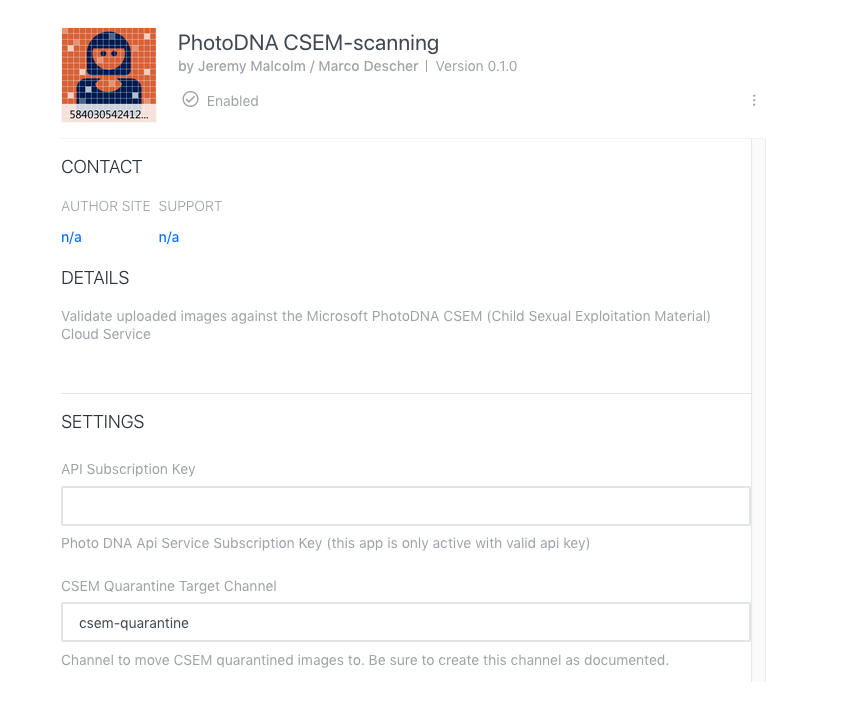 PhotoDNA CSEM-scanning
by Jeremy Malcolm / Marco Descher | Version 0.1.0
Enabled
584030542412...
CONTACT
AUTHOR SITE SUPPORT
n/a n/a
DETAILS
Validate uploaded images against the Microsoft PhotoDNA CSEM (Child Sexual Exploitation Material)
Cloud Service
SETTINGS
API Subscription Key
Photo DNA Api Service Subscription Key (this app is only active with valid api key)
CSEM Quarantine Target Channel
csem-quarantine
Channel to move CSEM quarantined images to. Be sure to create this channel as documented.